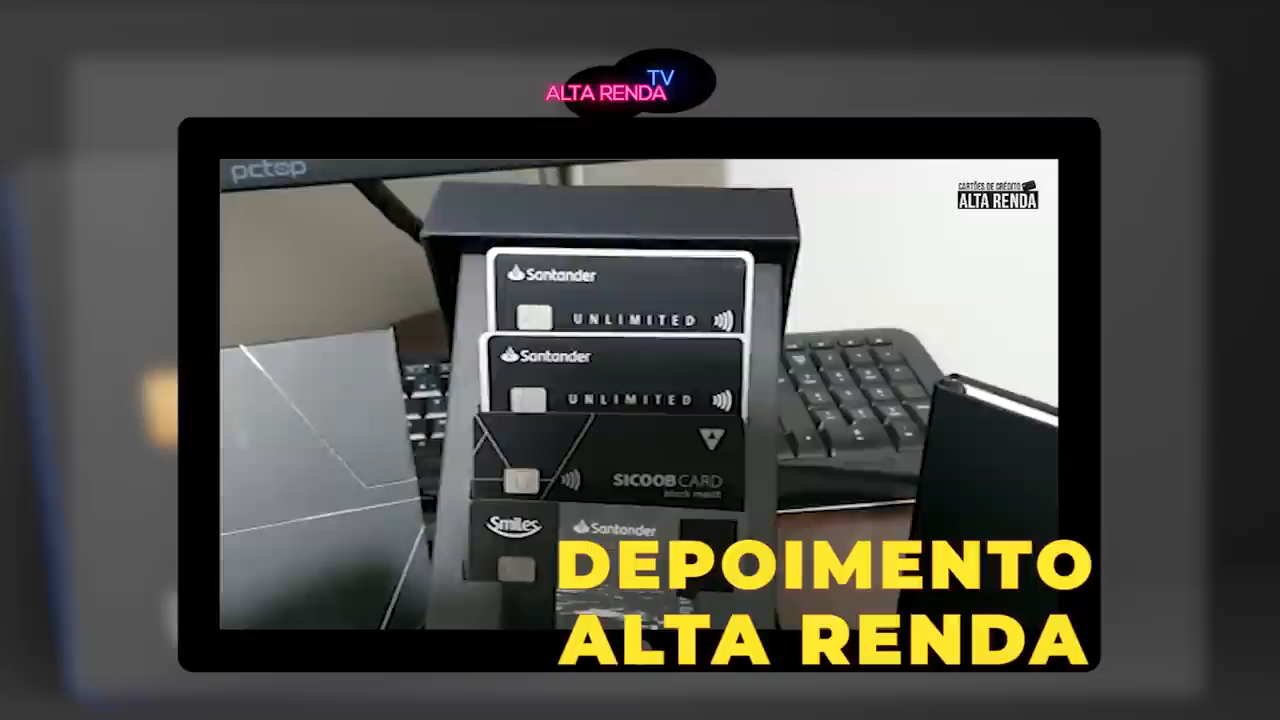 TV
ALTA RENDA
pctop
CARTÕES DE CRÉDITO
ALTA RENDA
Santander
UNLIMITED
Santander
UNLIMITED
SICOOBCARD
black merit
Smiles
Santander
DEPOIMENTO
ALTA RENDA